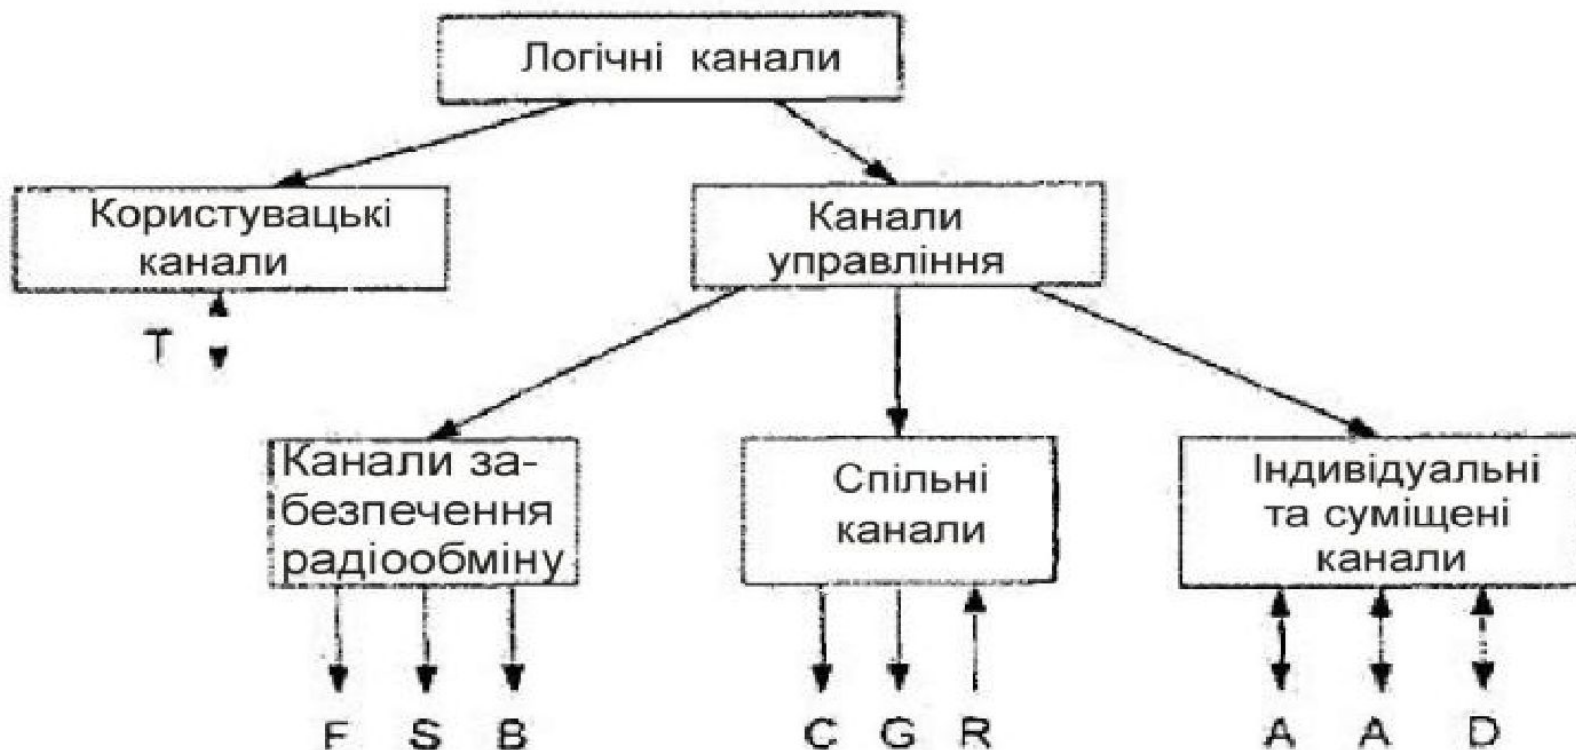 Логічні канали
Користувацькі
канали
Канали
управління
T
Канали за-
безпечення
радіообміну
Спільні
канали
Індивідуальні
та суміщені
канали
F S B C G R A A D